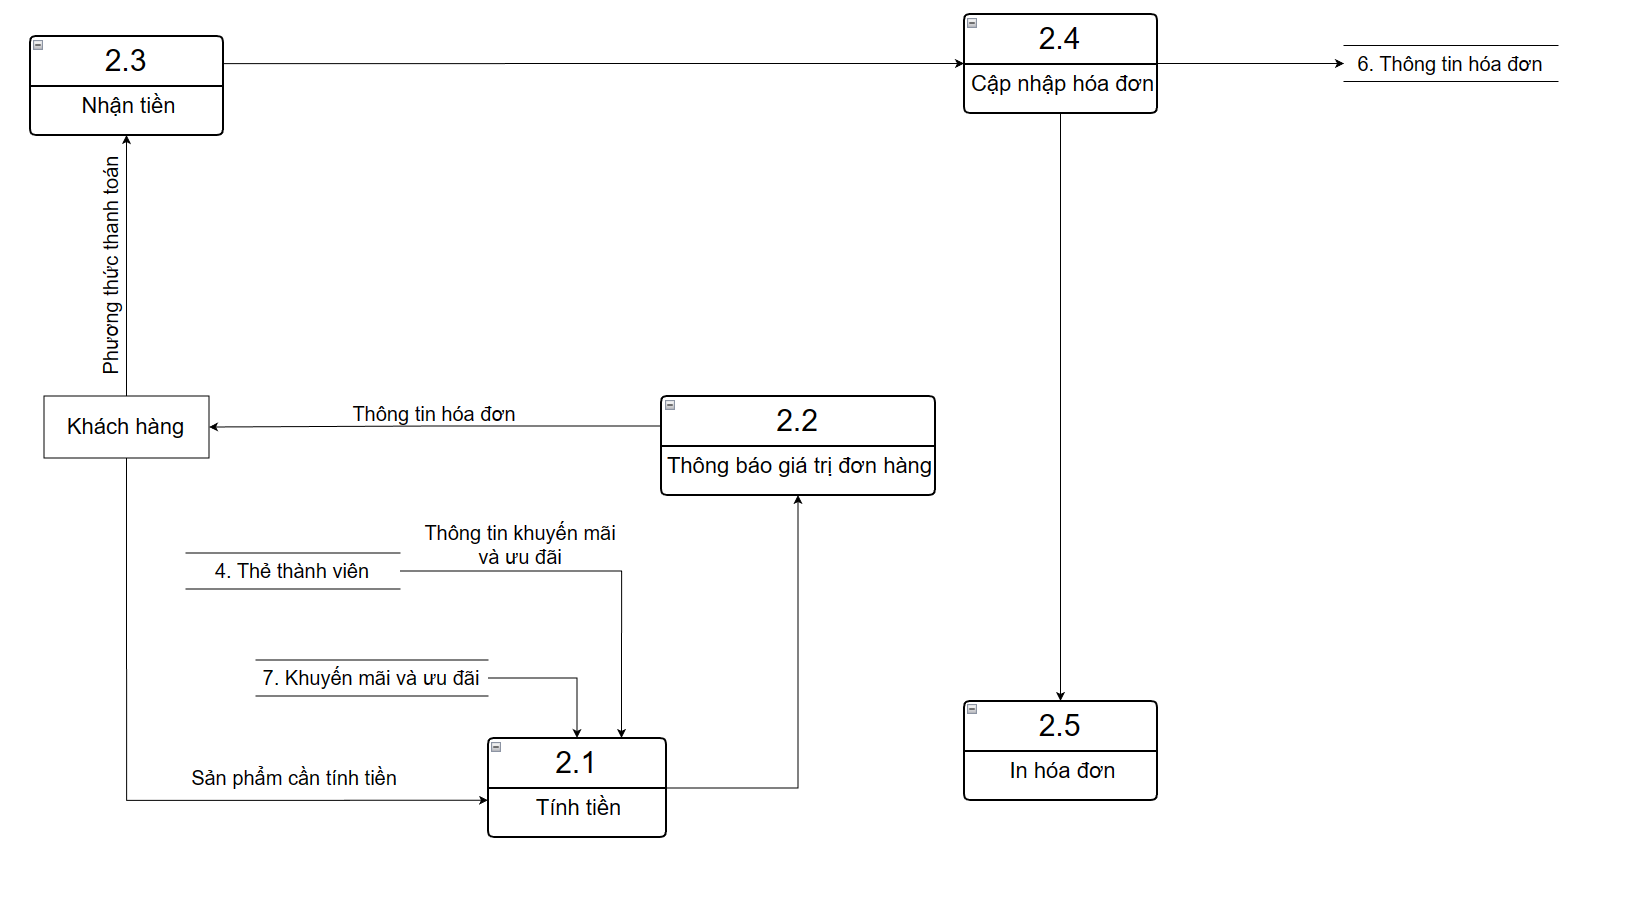 2.3
Nhận tiền
2.4
Cập nhập hóa đơn
6. Thông tin hóa đơn
Phương thức thanh toán
Khách hàng
Thông tin hóa đơn
2.2
Thông báo giá trị đơn hàng
Thông tin khuyến mãi
và ưu đãi
4. Thẻ thành viên
7. Khuyến mãi và ưu đãi
Sản phẩm cần tính tiền
2.1
Tính tiền
2.5
In hóa đơn